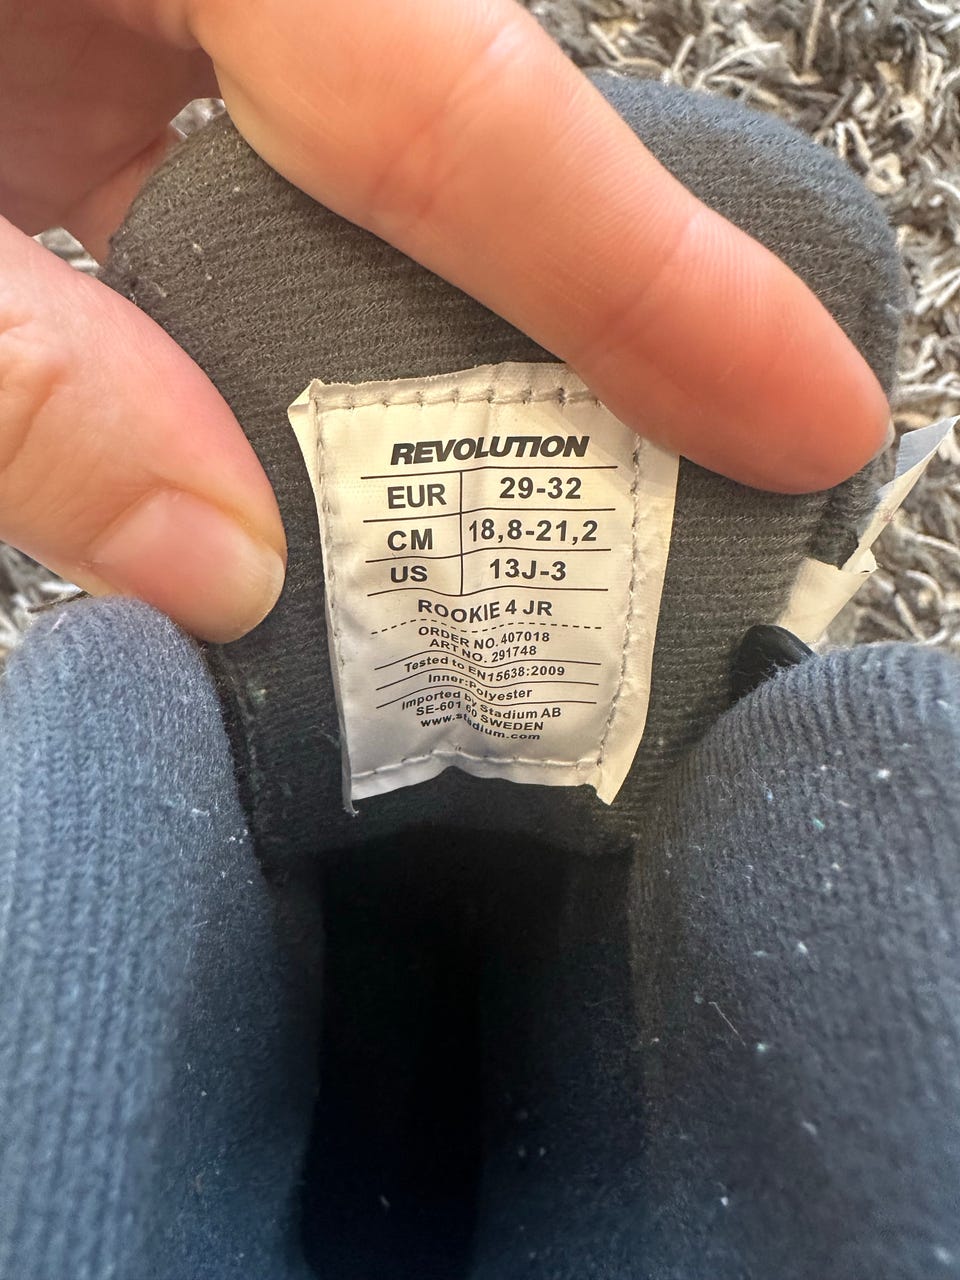 REVOLUTION
EUR 29-32
CM 18,8-21,2
US 13J-3
ROOKIE 4 JR
ORDER NO. 407018
ART NO. 291748
Tested to EN15638:2009
Inner:Polyester
Imported by Stadium AB
SE-601 60 SWEDEN
www.stadium.com